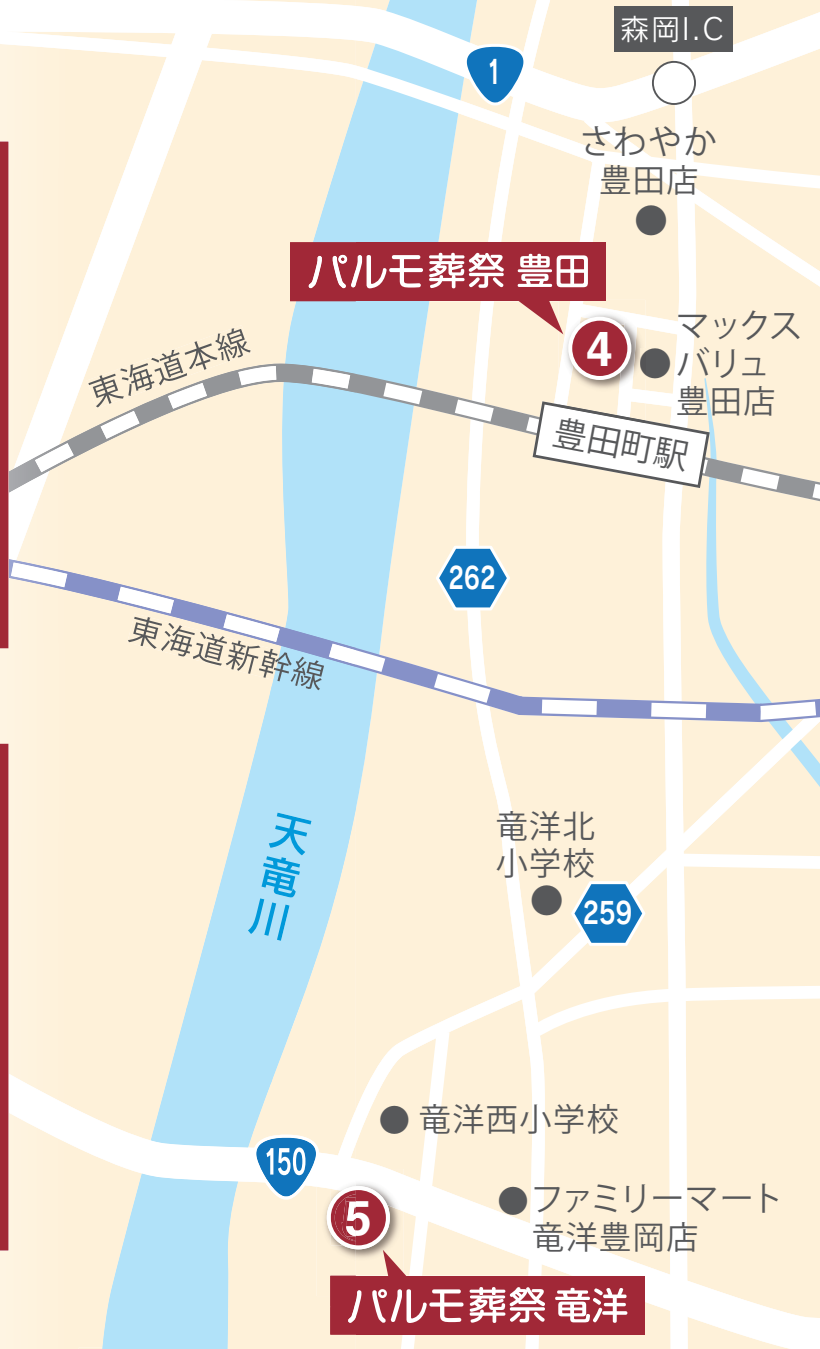 森岡I.C
1
さわやか
豊田店
パルモ葬祭 豊田
4
マックス
バリュ
豊田店
東海道本線
豊田町駅
262
東海道新幹線
天竜川
竜洋北
小学校
259
竜洋西小学校
150
5
ファミリーマート
竜洋豊岡店
パルモ葬祭 竜洋